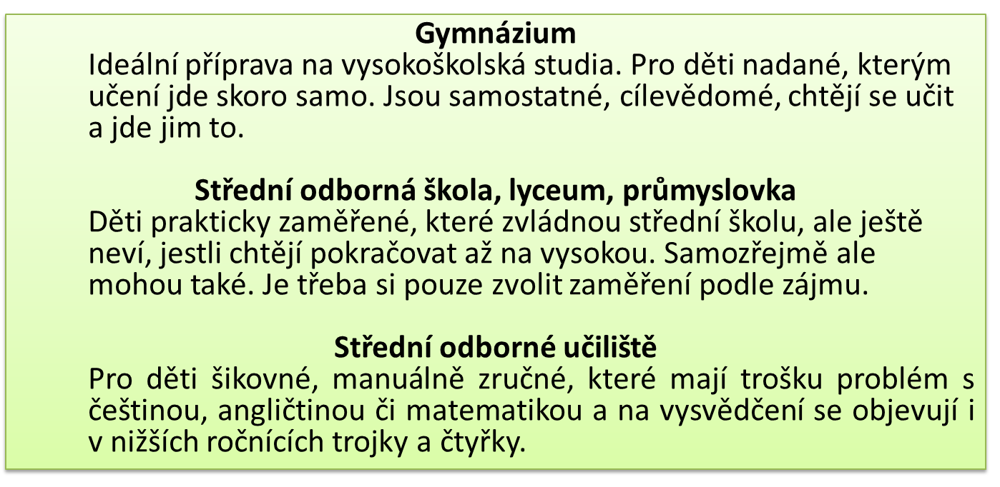 Gymnázium
Ideální příprava na vysokoškolská studia. Pro děti nadané, kterým
učení jde skoro samo. Jsou samostatné, cílevědomé, chtějí se učit
a jde jim to.
Střední odborná škola, lyceum, průmyslovka
Děti prakticky zaměřené, které zvládnou střední školu, ale ještě
neví, jestli chtějí pokračovat až na vysokou. Samozřejmě ale
mohou také. Je třeba si pouze zvolit zaměření podle zájmu.
Střední odborné učiliště
Pro děti šikovné, manuálně zručné, které mají trošku problém s
češtinou, angličtinou či matematikou a na vysvědčení se objevují i
v nižších ročnících trojky a čtyřky.